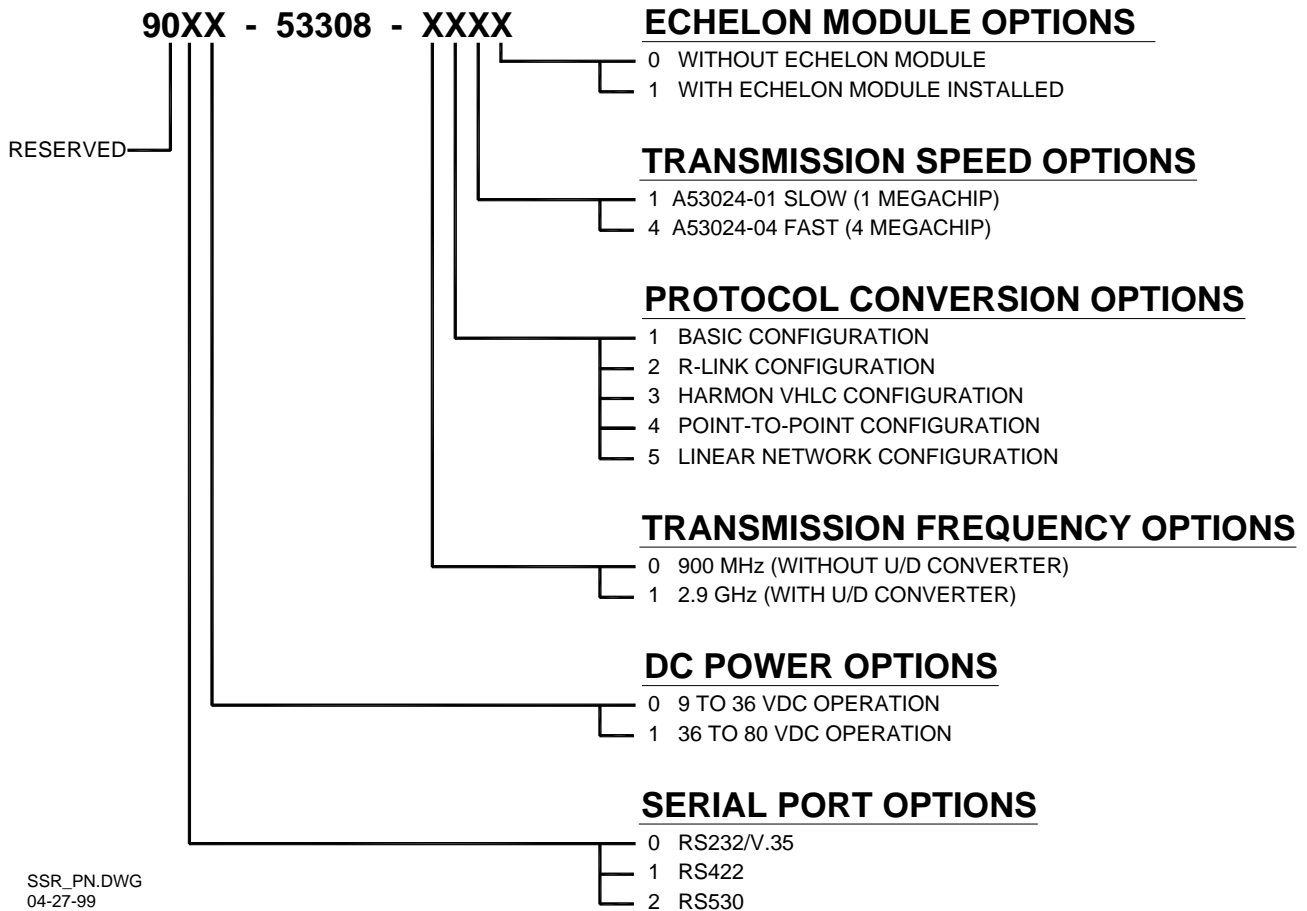 90XX - 53308 - XXXX
ECHELON MODULE OPTIONS
0 WITHOUT ECHELON MODULE
1 WITH ECHELON MODULE INSTALLED
RESERVED
TRANSMISSION SPEED OPTIONS
1 A53024-01 SLOW (1 MEGACHIP)
4 A53024-04 FAST (4 MEGACHIP)
PROTOCOL CONVERSION OPTIONS
1 BASIC CONFIGURATION
2 R-LINK CONFIGURATION
3 HARMON VHLC CONFIGURATION
4 POINT-TO-POINT CONFIGURATION
5 LINEAR NETWORK CONFIGURATION
TRANSMISSION FREQUENCY OPTIONS
0 900 MHz (WITHOUT U/D CONVERTER)
1 2.9 GHz (WITH U/D CONVERTER)
DC POWER OPTIONS
0 9 TO 36 VDC OPERATION
1 36 TO 80 VDC OPERATION
SERIAL PORT OPTIONS
0 RS232/V.35
1 RS422
2 RS530
SSR_PN.DWG
04-27-99